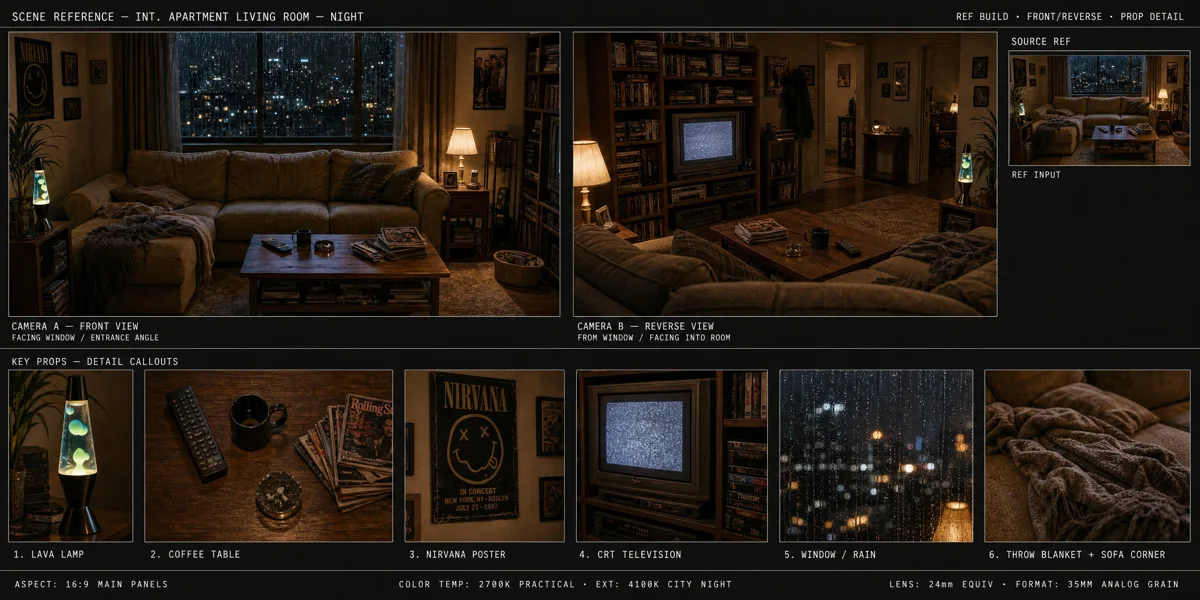 SCENE REFERENCE — INT. APARTMENT LIVING ROOM — NIGHT
REF BUILD · FRONT/REVERSE · PROP DETAIL
SOURCE REF
NIRVANA
REF INPUT
CAMERA A — FRONT VIEW
FACING WINDOW / ENTRANCE ANGLE
CAMERA B — REVERSE VIEW
FROM WINDOW / FACING INTO ROOM
KEY PROPS — DETAIL CALLOUTS
Rolling S
NIRVANA
IN CONCERT
NEW YORK, NY · ROSLYN
JULY 23 · 1993
1. LAVA LAMP
2. COFFEE TABLE
3. NIRVANA POSTER
4. CRT TELEVISION
5. WINDOW / RAIN
6. THROW BLANKET + SOFA CORNER
ASPECT: 16:9 MAIN PANELS
COLOR TEMP: 2700K PRACTICAL · EXT: 4100K CITY NIGHT
LENS: 24mm EQUIV · FORMAT: 35MM ANALOG GRAIN